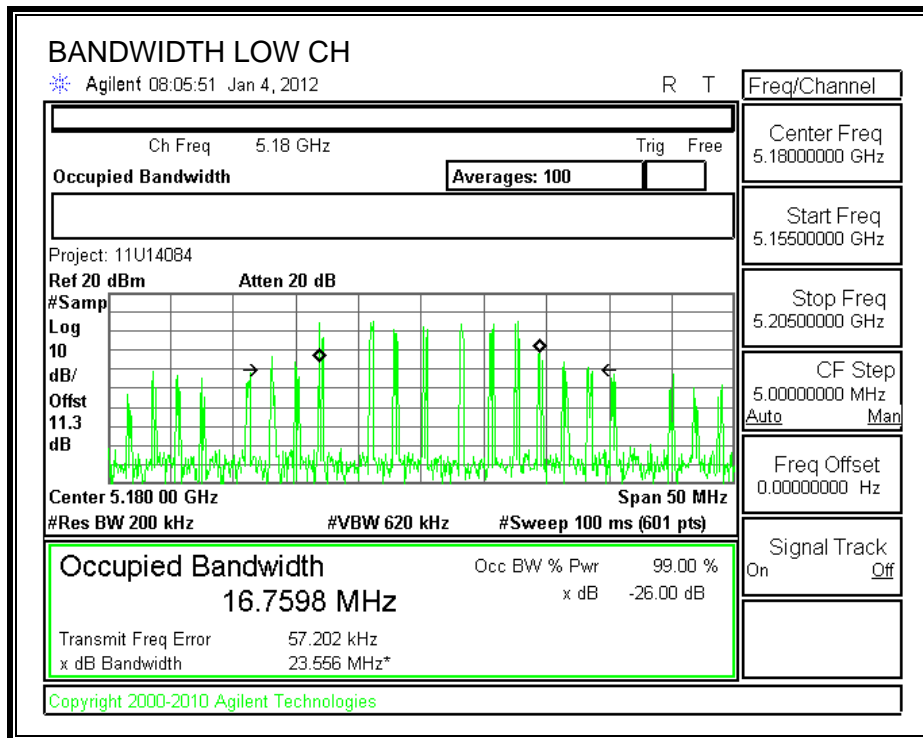 BANDWIDTH LOW CH
Agilent 08:05:51 Jan 4, 2012 R T
Freq/Channel
Ch Freq 5.18 GHz Trig Free
Occupied Bandwidth Averages: 100
Project: 11U14084
Ref 20 dBm Atten 20 dB
#Samp
Log
10
dB/
Offst
11.3
dB
Center 5.180 00 GHz Span 50 MHz
#Res BW 200 kHz #VBW 620 kHz #Sweep 100 ms (601 pts)
Occupied Bandwidth Occ BW % Pwr 99.00 %
16.7598 MHz x dB -26.00 dB
Transmit Freq Error 57.202 kHz
x dB Bandwidth 23.556 MHz*
Center Freq
5.18000000 GHz
Start Freq
5.15500000 GHz
Stop Freq
5.20500000 GHz
CF Step
5.00000000 MHz
Auto Man
Freq Offset
0.00000000 Hz
Signal Track
On Off
Copyright 2000-2010 Agilent Technologies